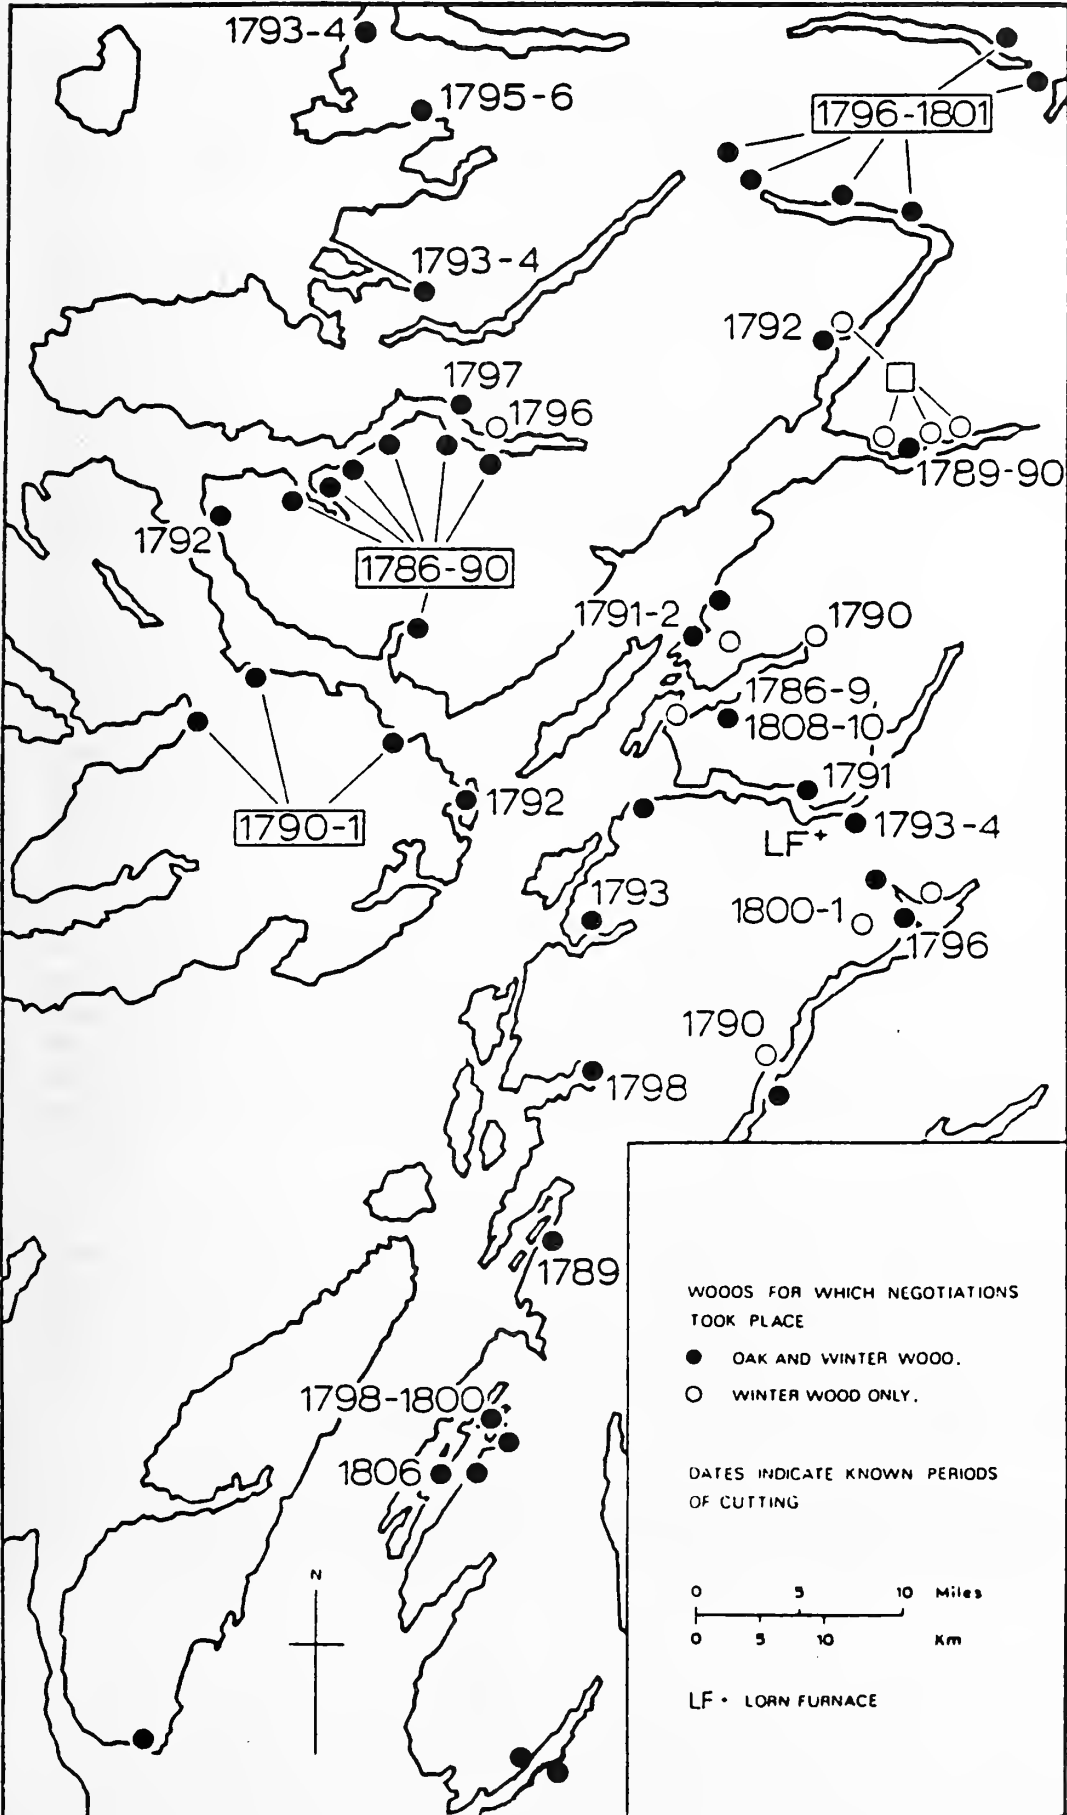 1793-4
1795-6
1796-1801
1793-4
1792
1797
1796
1789-90
1792
1786-90
1791-2
1790
1786-9,
1808-10
1791
1792
1790-1
1793-4
LF+
1793
1800-1
1796
1790
1798
1789
1798-1800
1806
N
WOODS FOR WHICH NEGOTIATIONS
TOOK PLACE
OAK AND WINTER WOOD.
WINTER WOOD ONLY.
DATES INDICATE KNOWN PERIODS
OF CUTTING
0 5 10 Miles
0 5 10 Km
LF + LORN FURNACE